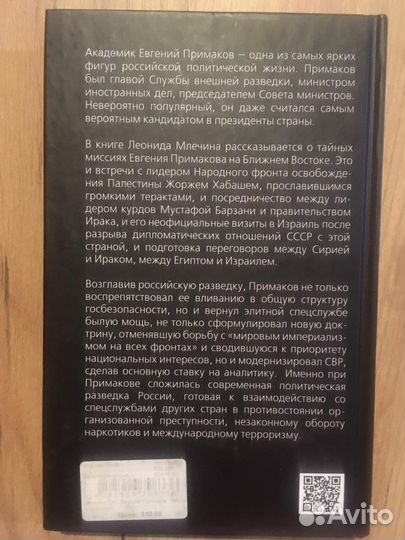 Академик Евгений Примаков — одна из самых ярких
фигур российской политической жизни. Примаков
был главой Службы внешней разведки, министром
иностранных дел, председателем Совета министров.
Невероятно популярный, он даже считался самым
вероятным кандидатом в президенты страны.
В книге Леонида Млечина рассказывается о тайных
миссиях Евгения Примакова на Ближнем Востоке. Это
и встречи с лидером Народного фронта освобожде-
ния Палестины Жоржем Хабашем, прославившимся
громкими терактами, и посредничество между ли-
дером курдов Мустафой Барзани и правительством
Ирака, и его неофициальные визиты в Израиль после
разрыва дипломатических отношений СССР с этой
страной, и подготовка переговоров между Сирией
и Ираком, между Египтом и Израилем.
Возглавив российскую разведку, Примаков не только
воспрепятствовал ее вливанию в общую структуру
госбезопасности, но и вернул элитной спецслужбе
былую мощь, не только сформулировал новую док-
трину, отменявшую борьбу с «мировым империализ-
мом на всех фронтах» и сводившуюся к приоритету
национальных интересов, но и модернизировал СВР,
сделав основную ставку на аналитику. Именно при
Примакове сложилась современная политическая
разведка России, готовая к взаимодействию со
спецслужбами других стран в противостоянии ор-
ганизованной преступности, незаконному обороту
наркотиков и международному терроризму.
Avito